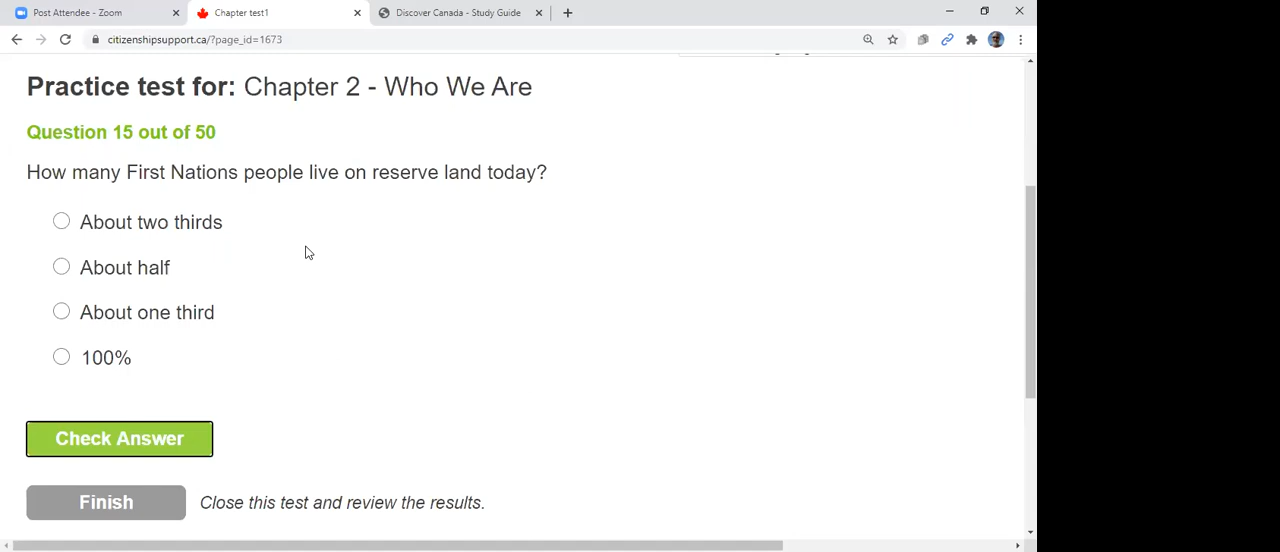 Post Attendee - Zoom
Chapter test1
Discover Canada - Study Guide
citizenshipsupport.ca/?page_id=1673
Practice test for: Chapter 2 - Who We Are
Question 15 out of 50
How many First Nations people live on reserve land today?
About two thirds
About half
About one third
100%
Check Answer
Finish
Close this test and review the results.